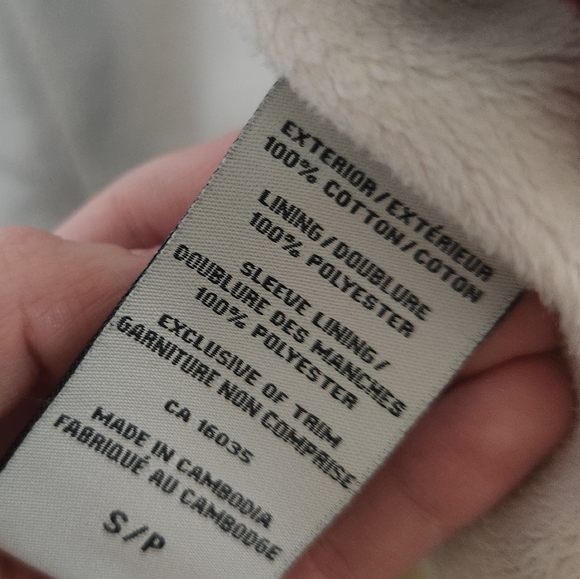 EXTERIOR/EXTÉRIEUR
100% COTTON/COTON
LINING/DOUBLURE
100% POLYESTER
SLEEVE LINING/
DOUBLURE DES MANCHES
100% POLYESTER
EXCLUSIVE OF TRIM
GARNITURE NON COMPRISE
CA 16035
MADE IN CAMBODIA
FABRIQUÉ AU CAMBODGE
S/P